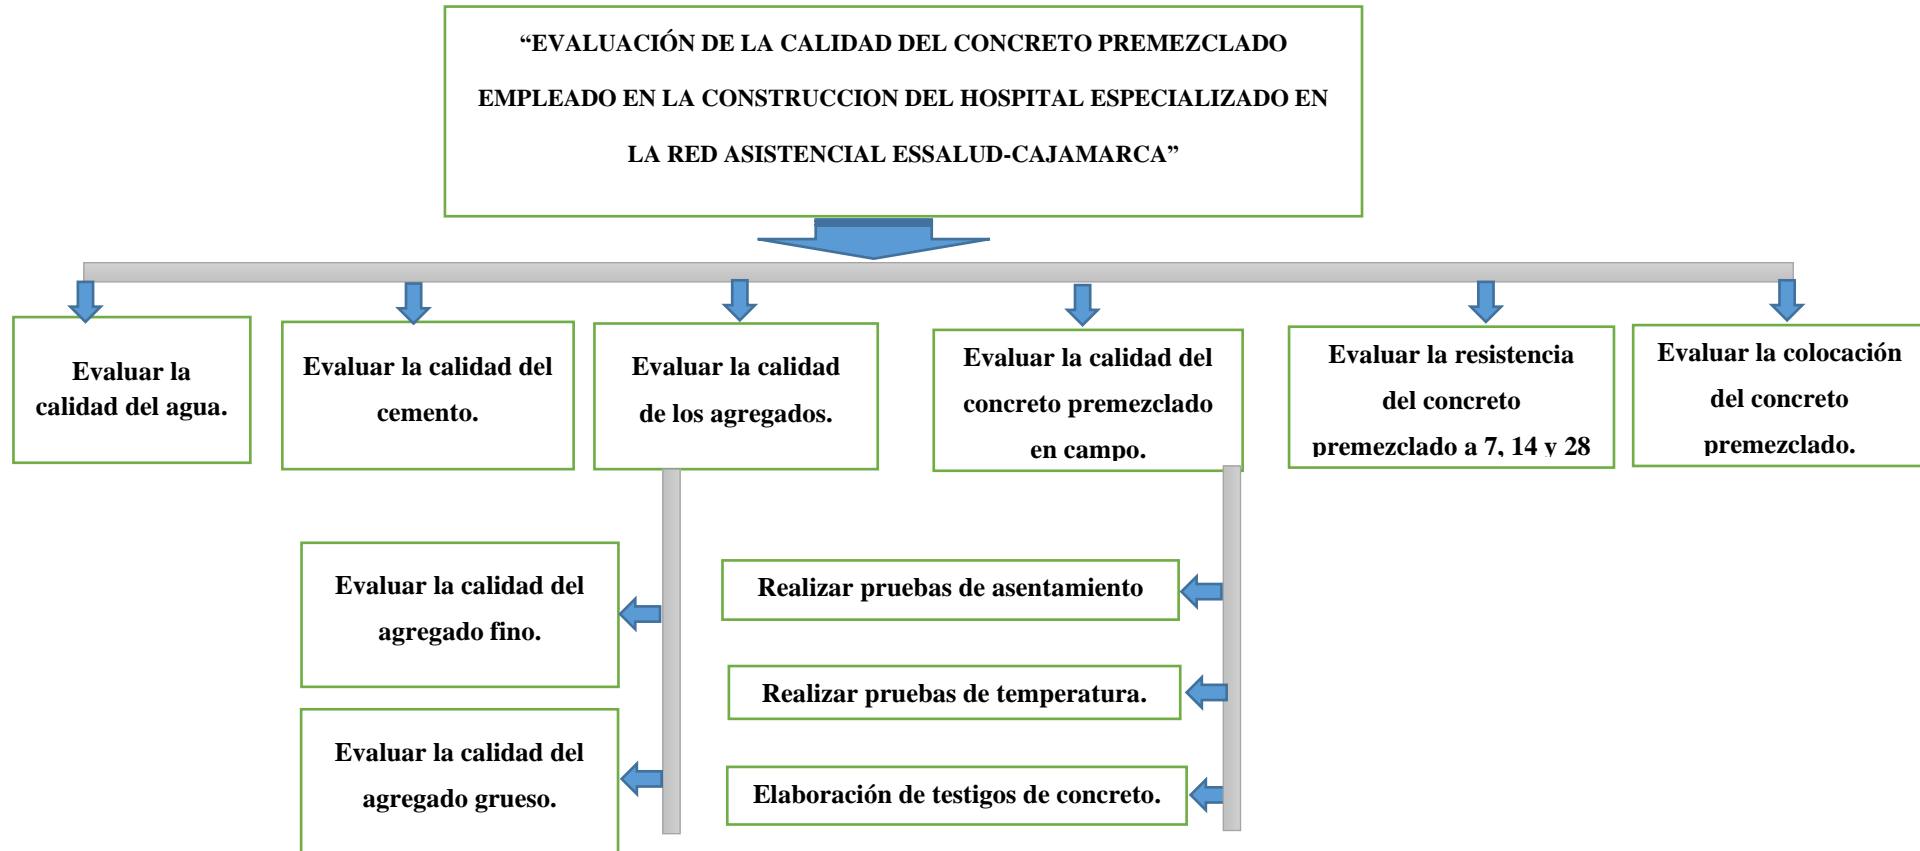 “EVALUACIÓN DE LA CALIDAD DEL CONCRETO PREMEZCLADO
EMPLEADO EN LA CONSTRUCCION DEL HOSPITAL ESPECIALIZADO EN
LA RED ASISTENCIAL ESSALUD-CAJAMARCA”
Evaluar la
calidad del agua.
Evaluar la calidad del
cemento.
Evaluar la calidad
de los agregados.
Evaluar la calidad del
concreto premezclado
en campo.
Evaluar la resistencia
del concreto
premezclado a 7, 14 y 28
Evaluar la colocación
del concreto
premezclado.
Evaluar la calidad del
agregado fino.
Evaluar la calidad del
agregado grueso.
Realizar pruebas de asentamiento
Realizar pruebas de temperatura.
Elaboración de testigos de concreto.